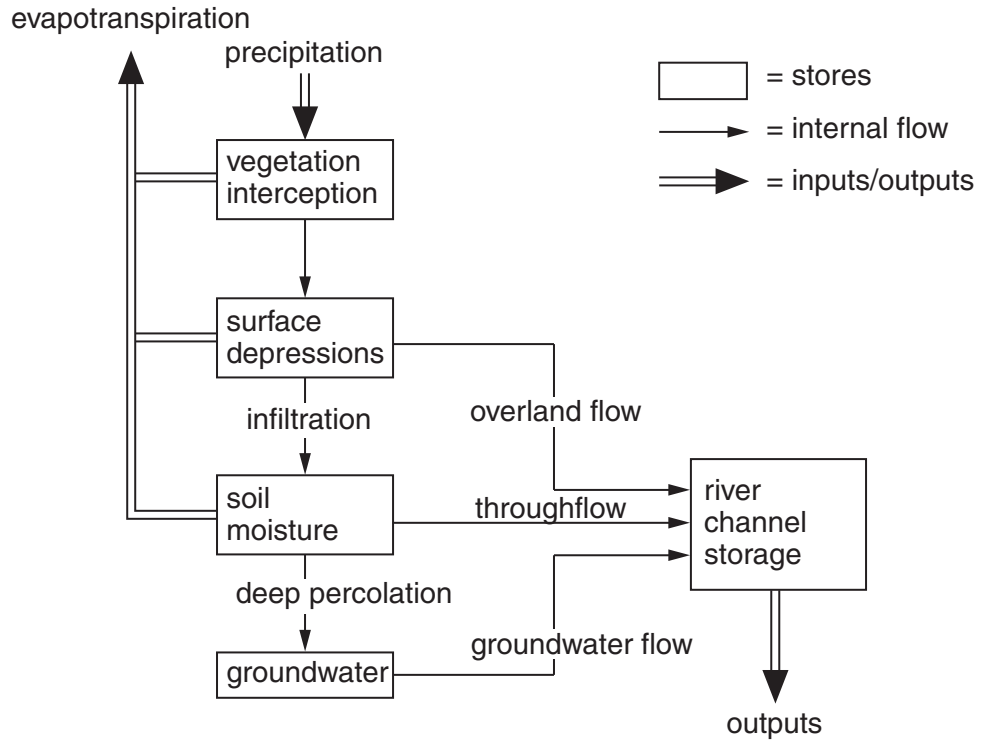 evapotranspiration
precipitation
= stores
= internal flow
= inputs/outputs
vegetation
interception
surface
depressions
infiltration
overland flow
soil
moisture
throughflow
river
channel
storage
deep percolation
groundwater
groundwater flow
outputs